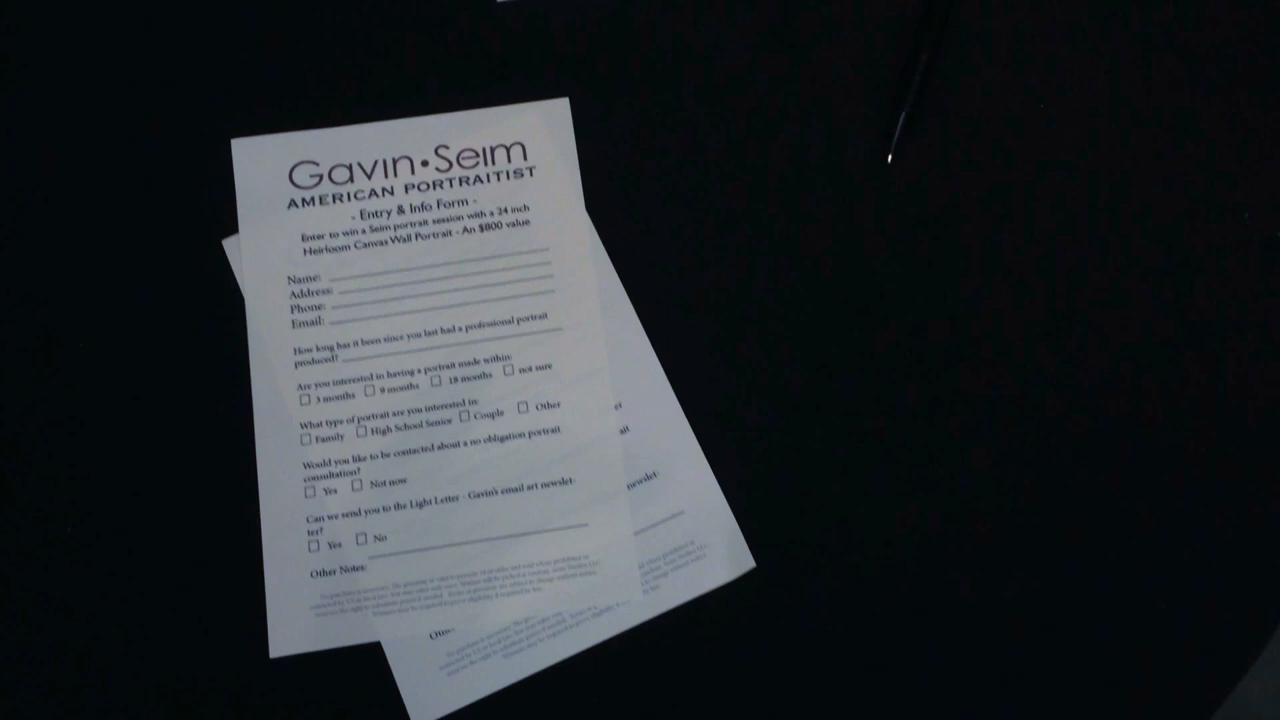 Gavin•Seim
AMERICAN PORTRAITIST
- Entry & Info Form -
Enter to win a Seim portrait session with a 24 inch
Heirloom Canvas Wall Portrait - An $800 value
Name:
Address:
Phone:
Email:
How long has it been since you last had a professional portrait
produced?
Are you interested in having a portrait made within:
☐ 3 months ☐ 9 months ☐ 18 months ☐ not sure
What type of portrait are you interested in:
☐ Family ☐ High School Senior ☐ Couple ☐ Other
Would you like to be contacted about a no obligation portrait
consultation?
☐ Yes ☐ Not now
Can we send you to the Light Letter - Gavin's email art newslet-
ter?
☐ Yes ☐ No
Other Notes:
er
ait
newslet-